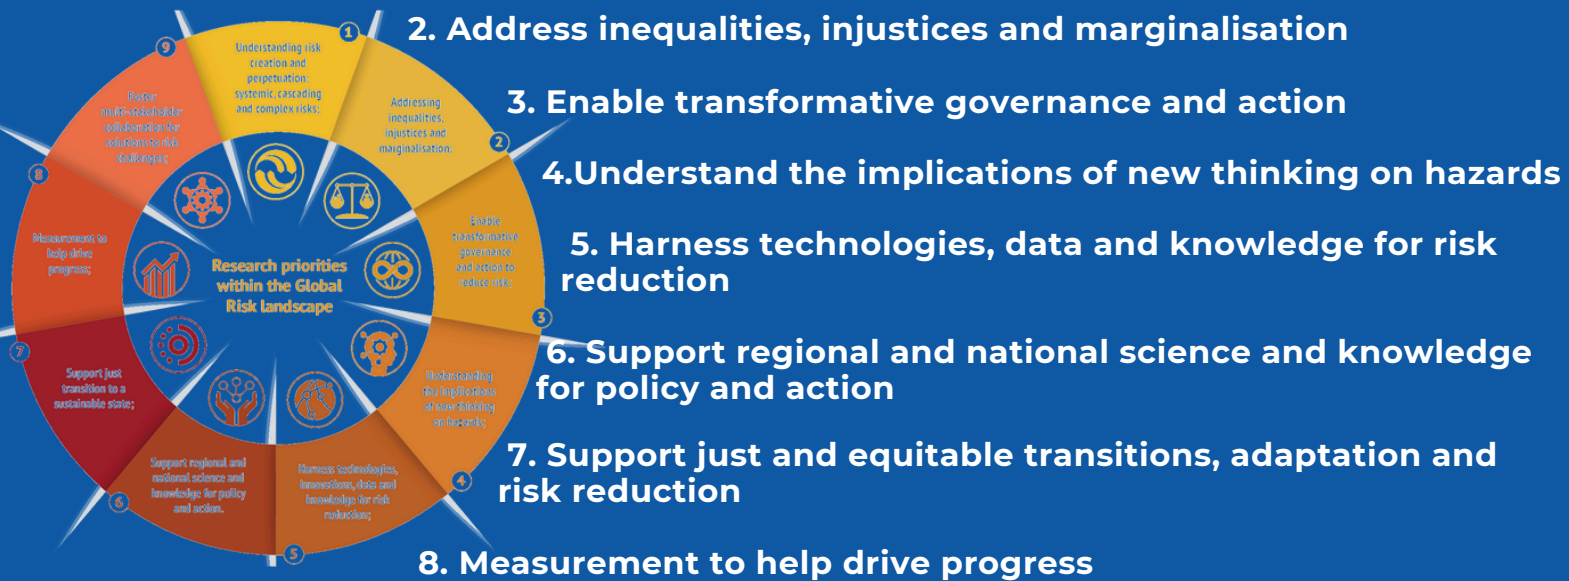 2. Address inequalities, injustices and marginalisation
3. Enable transformative governance and action
4.Understand the implications of new thinking on hazards
5. Harness technologies, data and knowledge for risk
reduction
6. Support regional and national science and knowledge
for policy and action
7. Support just and equitable transitions, adaptation and
risk reduction
8. Measurement to help drive progress
Research priorities
within the Global
Risk landscape
1
Understanding risk
creation and
perpetuation:
systemic, cascading
and complex risks;
2
Addressing
inequalities,
injustices and
marginalisation;
3
Enable
transformative
governance
and action to
reduce risk;
4
Understanding
the implications
of new thinking
on hazards;
5
Harness technologies,
innovations, data and
knowledge for risk
reduction;
6
Support regional and
national science and
knowledge for policy
and action.
7
Support just
transition to a
sustainable state;
8
Measurement to
help drive
progress;
9
Foster
multi-stakeholder
collaboration for
solutions to risk
challenges;